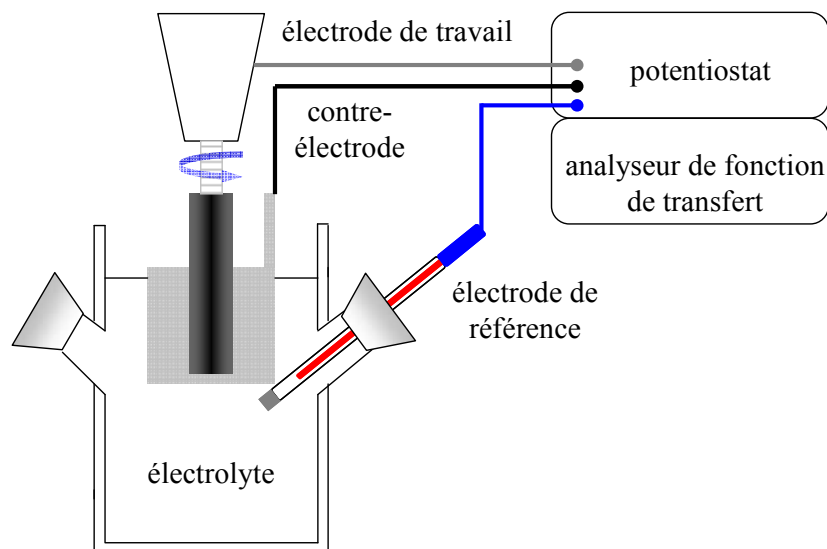 électrode de travail
potentiostat
contre-
électrode
analyseur de fonction
de transfert
électrode de
référence
électrolyte